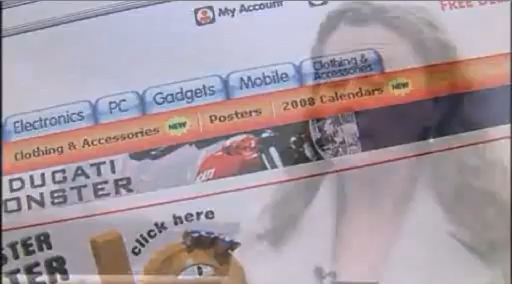 My Account
FREE DEL
Electronics PC Gadgets Mobile Clothing & Accessories
Clothing & Accessories NEW Posters 2008 Calendars NEW
DUCATI
ONSTER
click here
STER
TER